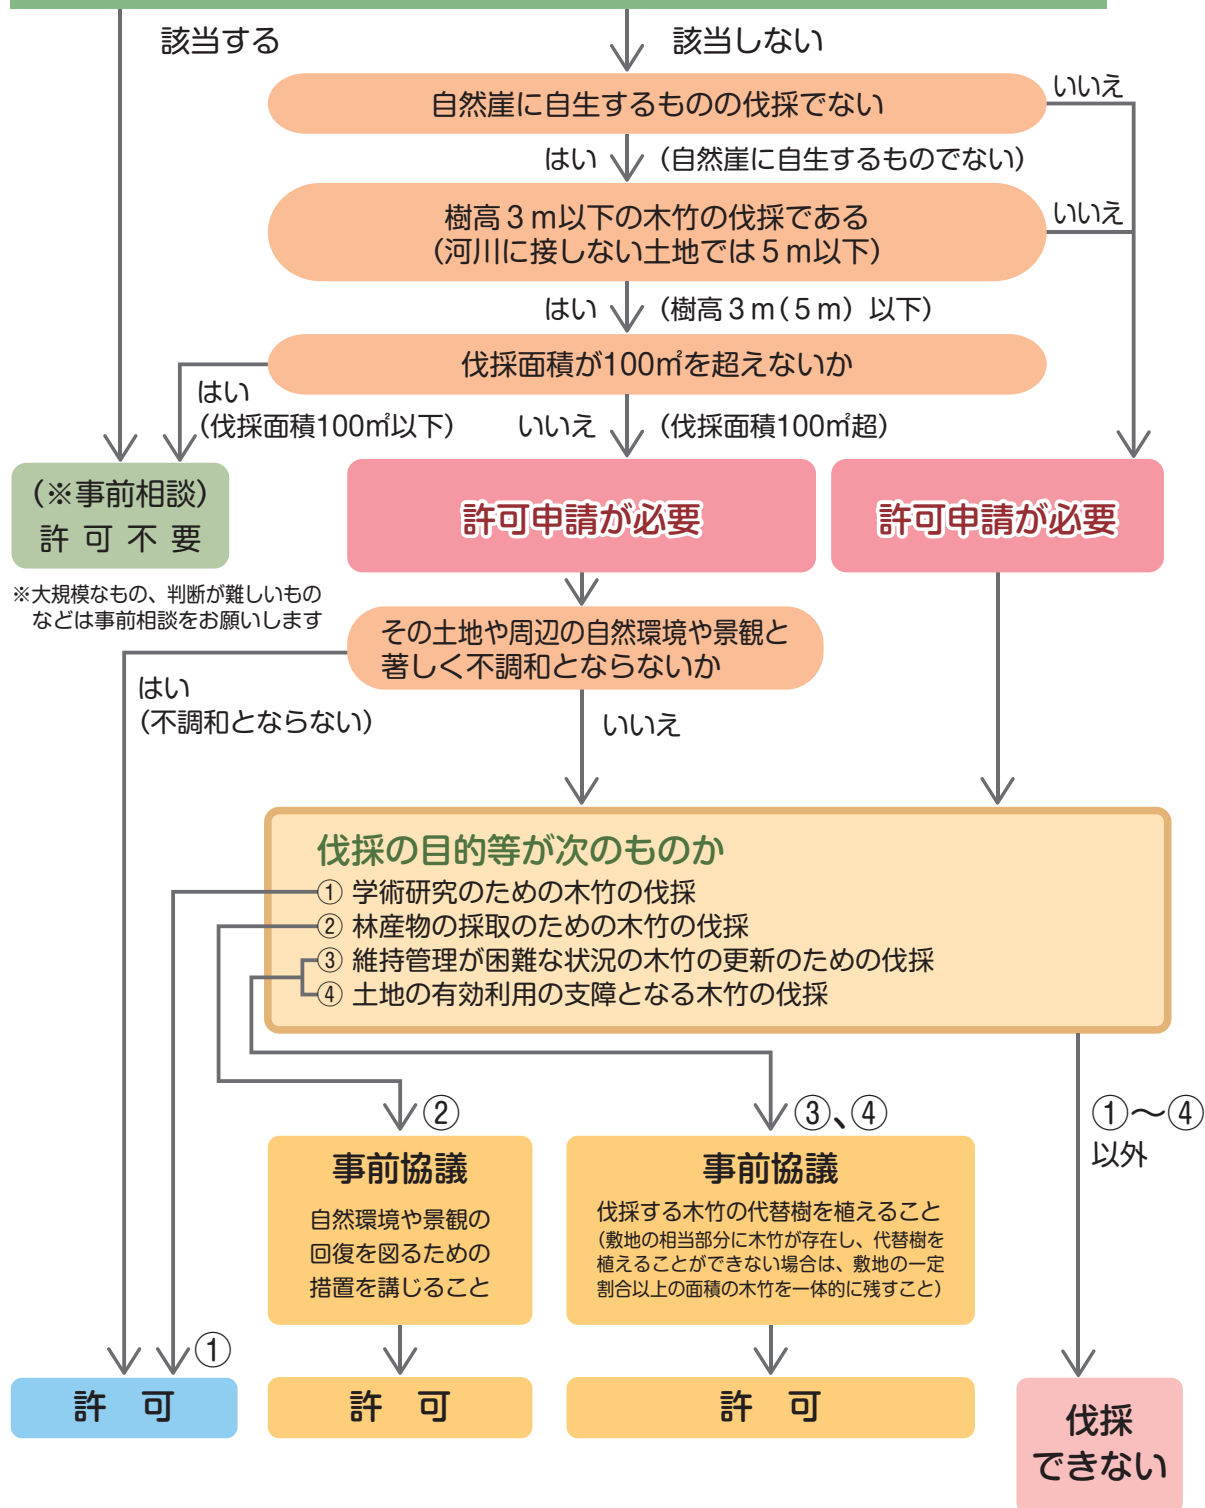 該当する
該当しない
自然崖に自生するものの伐採でない
いいえ
はい
(自然崖に自生するものでない)
樹高3m以下の木竹の伐採である
(河川に接しない土地では5m以下)
いいえ
はい
(樹高3m(5m) 以下)
伐採面積が100㎡を超えないか
はい
(伐採面積100㎡以下)
いいえ
(伐採面積100㎡超)
(※事前相談)
許可不要
許可申請が必要
許可申請が必要
※大規模なもの、判断が難しいもの
などは事前相談をお願いします
その土地や周辺の自然環境や景観と
著しく不調和とならないか
はい
(不調和とならない)
いいえ
伐採の目的等が次のものか
① 学術研究のための木竹の伐採
② 林産物の採取のための木竹の伐採
③ 維持管理が困難な状況の木竹の更新のための伐採
④ 土地の有効利用の支障となる木竹の伐採
②
③、④
①〜④
以外
事前協議
自然環境や景観の
回復を図るための
措置を講じること
事前協議
伐採する木竹の代替樹を植えること
(敷地の相当部分に木竹が存在し、代替樹を
植えることができない場合は、敷地の一定
割合以上の面積の木竹を一体的に残すこと)
①
許 可
許 可
許 可
伐採
できない